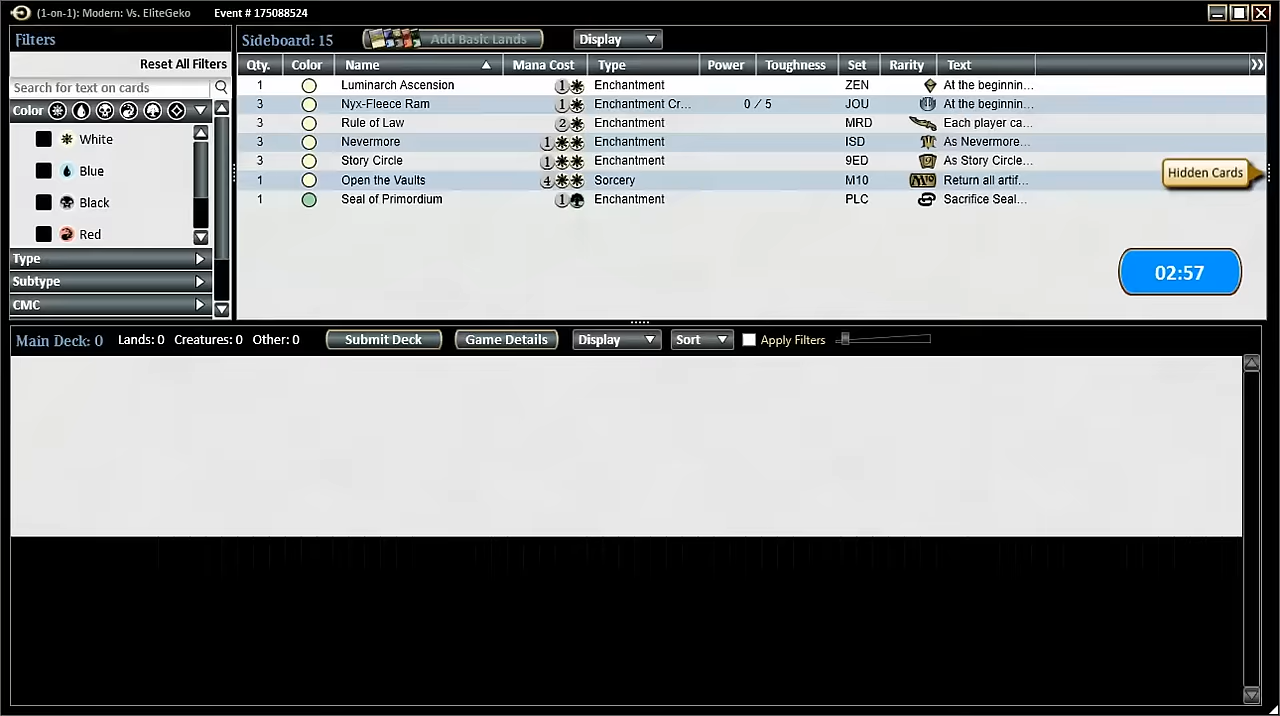 (1-on-1): Modern: Vs. EliteGeko Event # 175088524
Filters
Reset All Filters
Search for text on cards
Color
White
Blue
Black
Red
Type
Subtype
CMC
Sideboard: 15 Add Basic Lands Display
Qty. Color Name Mana Cost Type Power Toughness Set Rarity Text
1 Luminarch Ascension 1 Enchantment ZEN At the beginnin...
3 Nyx-Fleece Ram 1 Enchantment Cr... 0 / 5 JOU At the beginnin...
3 Rule of Law 2 Enchantment MRD Each player ca...
3 Nevermore 1 Enchantment ISD As Nevermore...
3 Story Circle 1 Enchantment 9ED As Story Circle...
1 Open the Vaults 4 Sorcery M10 Return all artif...
1 Seal of Primordium 1 Enchantment PLC Sacrifice Seal...
Hidden Cards
02:57
Main Deck: 0 Lands: 0 Creatures: 0 Other: 0 Submit Deck Game Details Display Sort Apply Filters